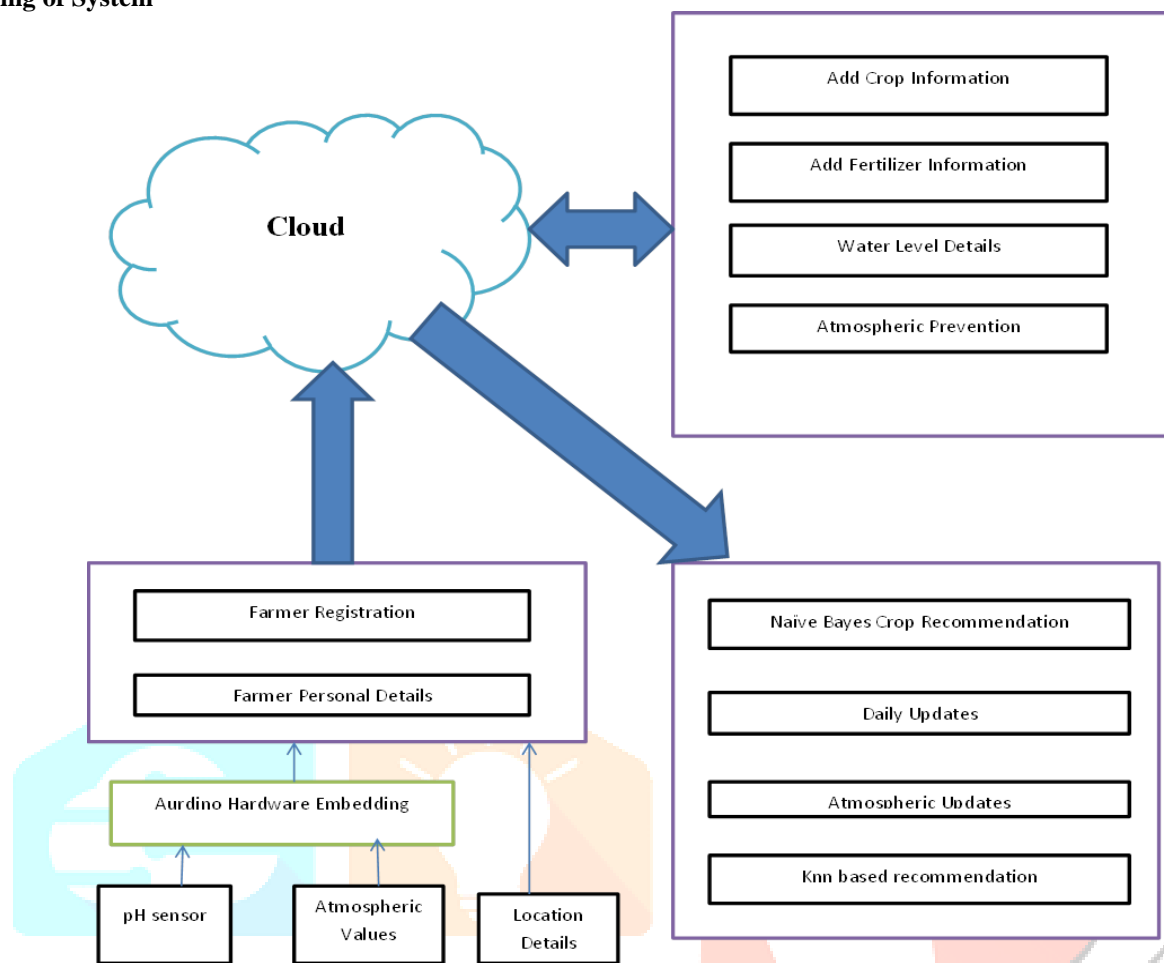 of System
Add Crop Information
Add Fertilizer Information
Cloud
Water Level Details
Atmospheric Prevention
Farmer Registration
Farmer Personal Details
Naïve Bayes Crop Recommendation
Daily Updates
Atmospheric Updates
Knn based recommendation
Aurdino Hardware Embedding
pH sensor
Atmospheric
Values
Location
Details